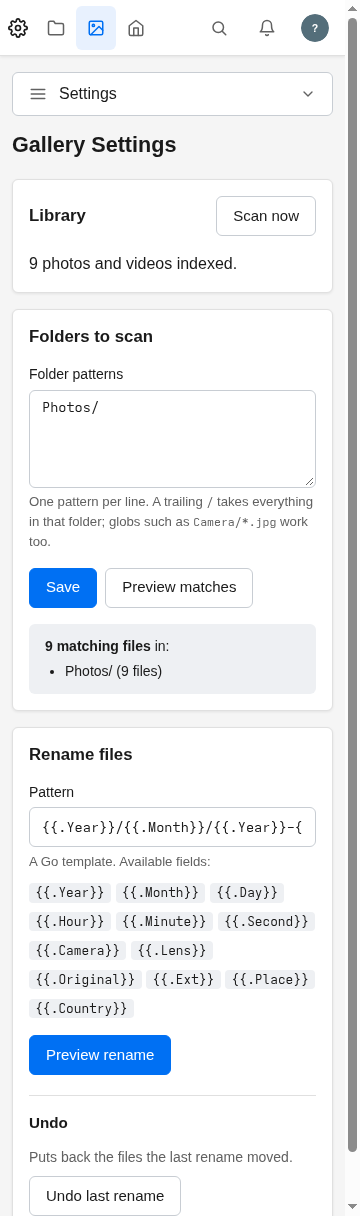 ?
Settings
Gallery Settings
Library
Scan now
9 photos and videos indexed.
Folders to scan
Folder patterns
Photos/
One pattern per line. A trailing / takes everything
in that folder; globs such as Camera/*.jpg work
too.
Save
Preview matches
9 matching files in:
• Photos/ (9 files)
Rename files
Pattern
{{.Year}}/{{.Month}}/{{.Year}}-{
A Go template. Available fields:
{{.Year}} {{.Month}} {{.Day}}
{{.Hour}} {{.Minute}} {{.Second}}
{{.Camera}} {{.Lens}}
{{.Original}} {{.Ext}} {{.Place}}
{{.Country}}
Preview rename
Undo
Puts back the files the last rename moved.
Undo last rename